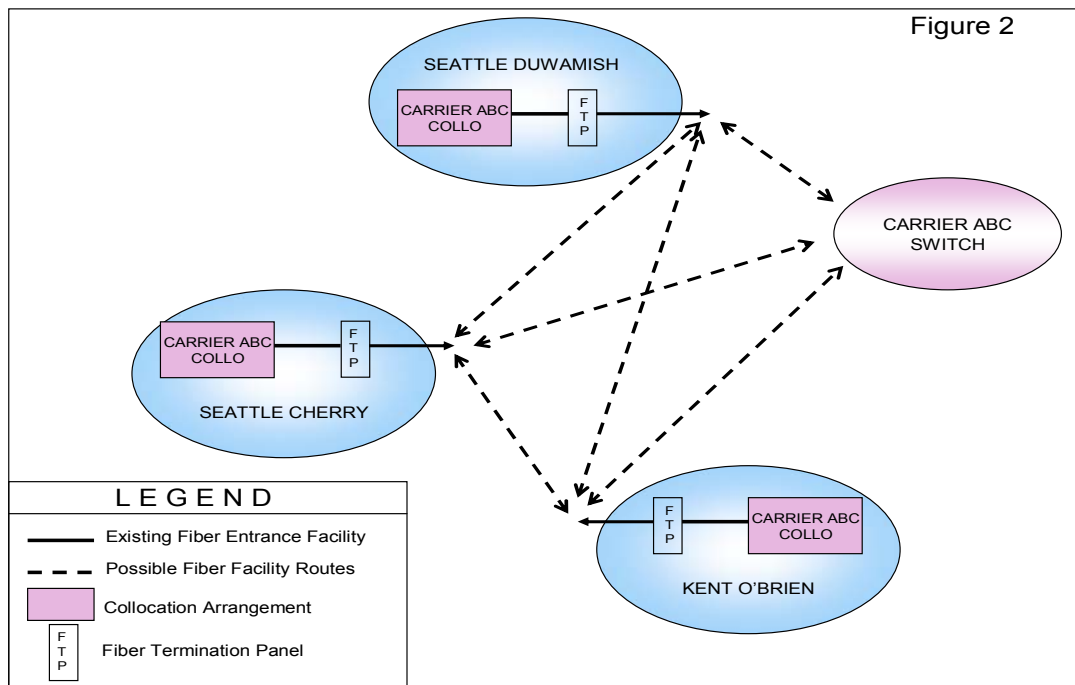 Figure 2
SEATTLE DUWAMISH
CARRIER ABC
COLLO
F
T
P
CARRIER ABC
SWITCH
CARRIER ABC
COLLO
F
T
P
SEATTLE CHERRY
F
T
P
CARRIER ABC
COLLO
KENT O’BRIEN
L E G E N D
Existing Fiber Entrance Facility
Possible Fiber Facility Routes
Collocation Arrangement
F
T
P
Fiber Termination Panel